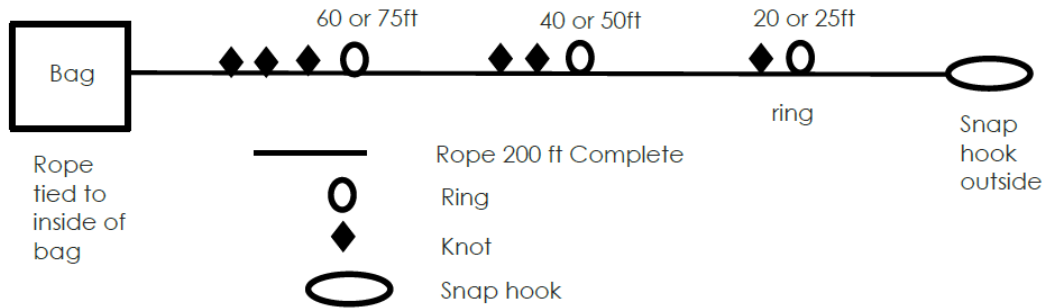 60 or 75ft
40 or 50ft
20 or 25ft
Bag
ring
Snap
hook
outside
Rope
tied to
inside of
bag
Rope 200 ft Complete
Ring
Knot
Snap hook